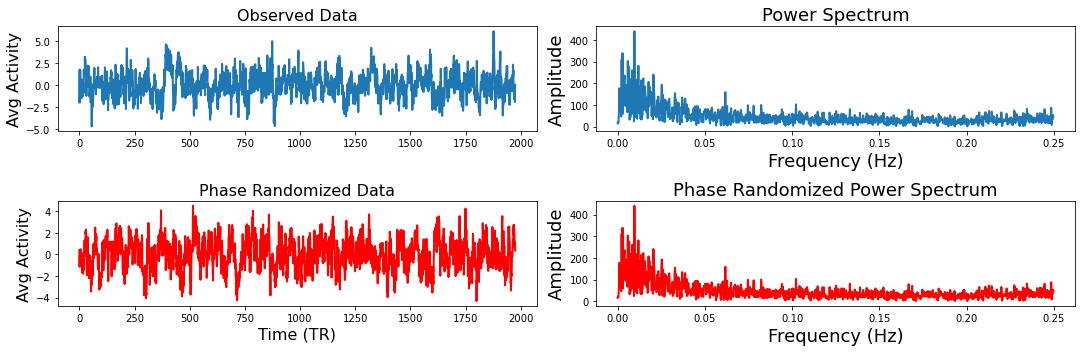 Observed Data
Avg Activity
5.0
2.5
0.0
−2.5
−5.0
0 250 500 750 1000 1250 1500 1750 2000
Power Spectrum
Amplitude
400
300
200
100
0
0.00 0.05 0.10 0.15 0.20 0.25
Frequency (Hz)
Phase Randomized Data
Avg Activity
4
2
0
−2
−4
0 250 500 750 1000 1250 1500 1750 2000
Time (TR)
Phase Randomized Power Spectrum
Amplitude
400
300
200
100
0
0.00 0.05 0.10 0.15 0.20 0.25
Frequency (Hz)